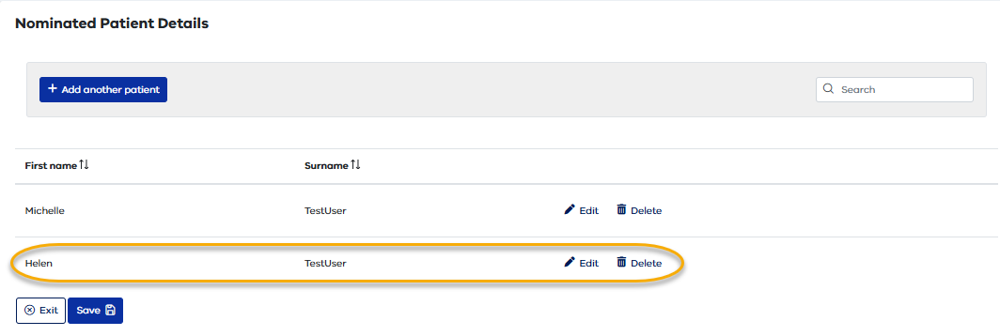 Nominated Patient Details
+ Add another patient
Search
First name Surname
Michelle TestUser Edit Delete
Helen TestUser Edit Delete
Exit Save